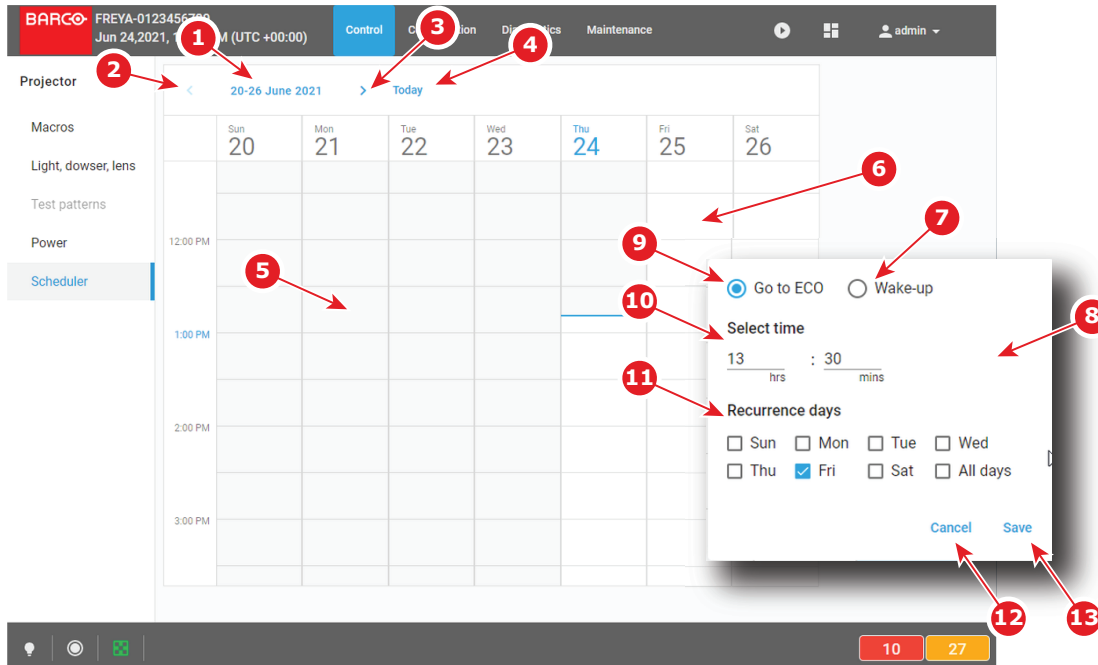 BARCO
FREYA-0123456789
Jun 24,2021, M (UTC +00:00)
Control
Maintenance
admin
1
2
3
4
Projector
Macros
Light, dowser, lens
Test patterns
Power
Scheduler
20-26 June 2021
Today
Sun Mon Tue Wed Thu Fri Sat
20 21 22 23 24 25 26
12:00 PM
1:00 PM
2:00 PM
3:00 PM
5
6
7
9
Go to ECO Wake-up
10
8
Select time
13 : 30
hrs mins
11
Recurrence days
Sun Mon Tue Wed
Thu Fri Sat All days
Cancel Save
12 13
10 27